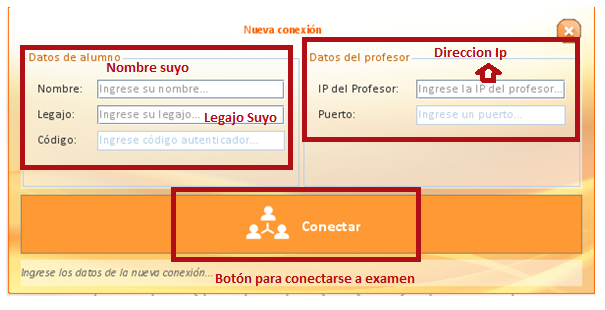 Nueva conexión
Datos de alumno
Nombre suyo
Nombre: Ingrese su nombre...
Legajo: Ingrese su legajo... Legajo Suyo
Código: Ingrese código autenticador...
Datos del profesor
Direccion Ip
IP del Profesor: Ingrese la IP del profesor...
Puerto: Ingrese un puerto...
Conectar
Ingrese los datos de la nueva conexión...
Botón para conectarse a examen